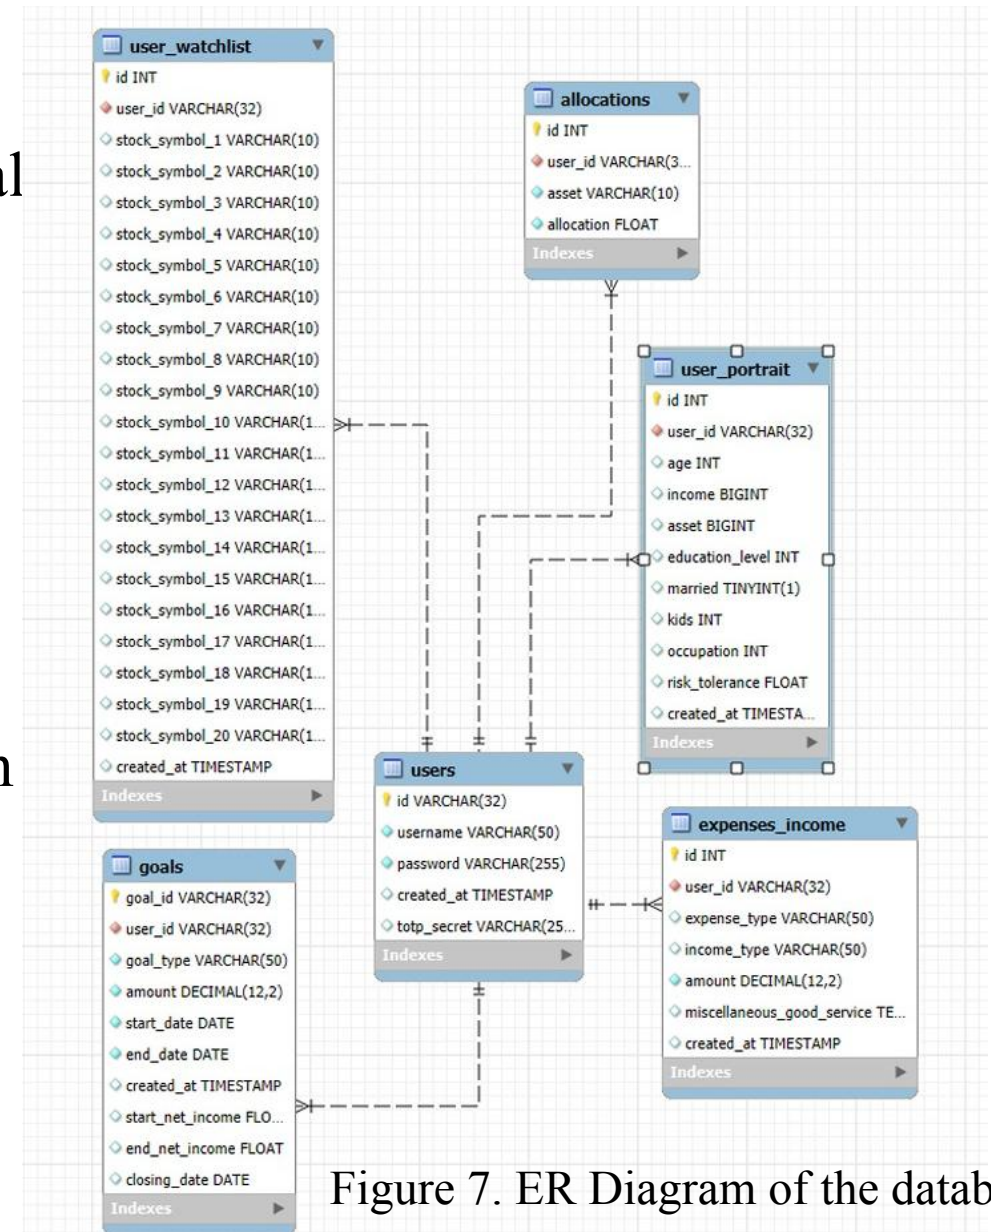 al
n
user_watchlist
id INT
user_id VARCHAR(32)
stock_symbol_1 VARCHAR(10)
stock_symbol_2 VARCHAR(10)
stock_symbol_3 VARCHAR(10)
stock_symbol_4 VARCHAR(10)
stock_symbol_5 VARCHAR(10)
stock_symbol_6 VARCHAR(10)
stock_symbol_7 VARCHAR(10)
stock_symbol_8 VARCHAR(10)
stock_symbol_9 VARCHAR(10)
stock_symbol_10 VARCHAR(1...
stock_symbol_11 VARCHAR(1...
stock_symbol_12 VARCHAR(1...
stock_symbol_13 VARCHAR(1...
stock_symbol_14 VARCHAR(1...
stock_symbol_15 VARCHAR(1...
stock_symbol_16 VARCHAR(1...
stock_symbol_17 VARCHAR(1...
stock_symbol_18 VARCHAR(1...
stock_symbol_19 VARCHAR(1...
stock_symbol_20 VARCHAR(1...
created_at TIMESTAMP
Indexes
allocations
id INT
user_id VARCHAR(3...
asset VARCHAR(10)
allocation FLOAT
Indexes
user_portrait
id INT
user_id VARCHAR(32)
age INT
income BIGINT
asset BIGINT
education_level INT
married TINYINT(1)
kids INT
occupation INT
risk_tolerance FLOAT
created_at TIMESTA...
Indexes
users
id VARCHAR(32)
username VARCHAR(50)
password VARCHAR(255)
created_at TIMESTAMP
totp_secret VARCHAR(25...
Indexes
expenses_income
id INT
user_id VARCHAR(32)
expense_type VARCHAR(50)
income_type VARCHAR(50)
amount DECIMAL(12,2)
miscellaneous_good_service TE...
created_at TIMESTAMP
Indexes
goals
goal_id VARCHAR(32)
user_id VARCHAR(32)
goal_type VARCHAR(50)
amount DECIMAL(12,2)
start_date DATE
end_date DATE
created_at TIMESTAMP
start_net_income FLO...
end_net_income FLOAT
closing_date DATE
Indexes
Figure 7. ER Diagram of the datab